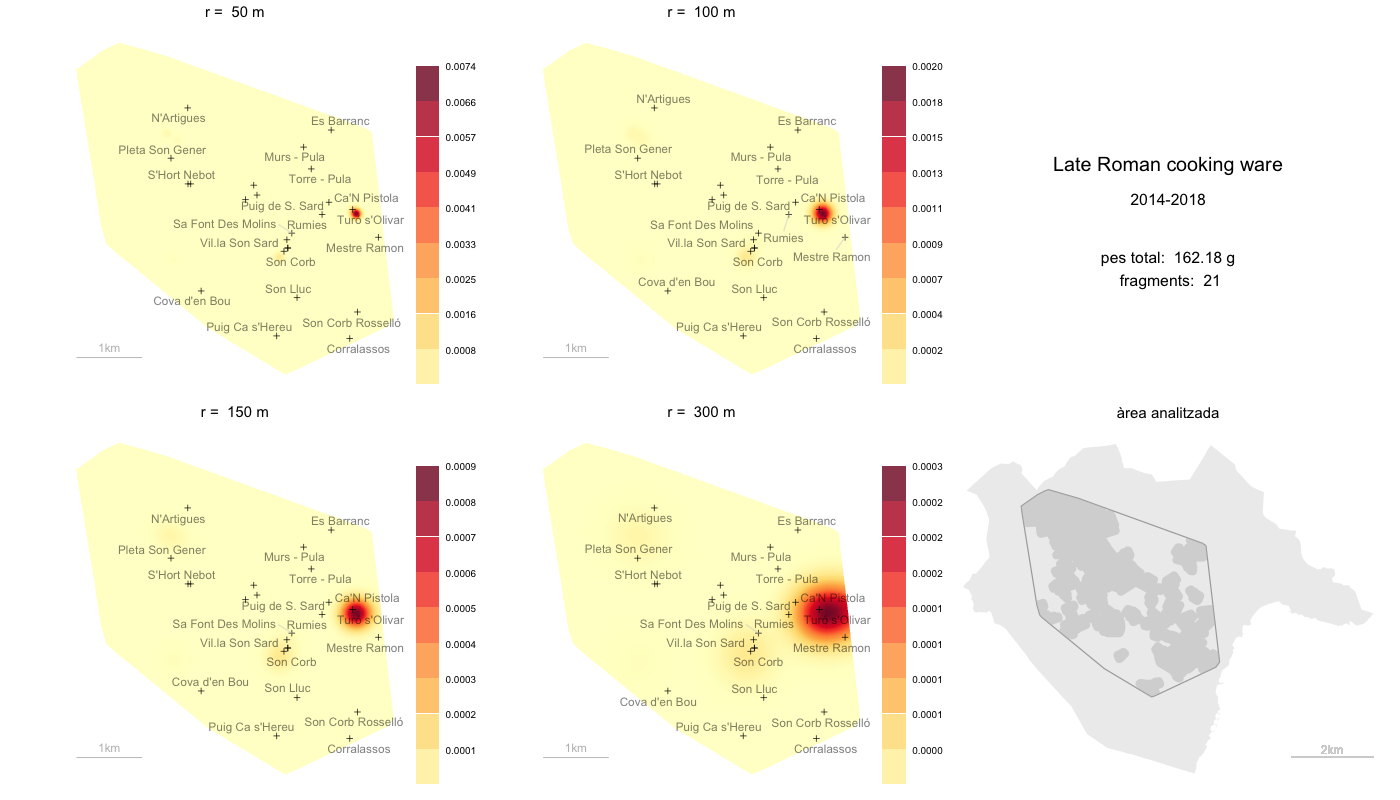 r = 50 m
0.0074
0.0066
0.0057
0.0049
0.0041
0.0033
0.0025
0.0016
0.0008
N'Artigues
Es Barranc
Pleta Son Gener
Murs - Pula
S'Hort Nebot
Torre - Pula
Ca'N Pistola
Puig de S. Sard
Turó s'Olivar
Sa Font Des Molins
Rumies
Vil.la Son Sard
Mestre Ramon
Son Corb
Son Lluc
Cova d'en Bou
Puig Ca s'Hereu
Son Corb Rosselló
Corralassos
1km
r = 100 m
0.0020
0.0018
0.0015
0.0013
0.0011
0.0009
0.0007
0.0004
0.0002
N'Artigues
Es Barranc
Pleta Son Gener
Murs - Pula
S'Hort Nebot
Torre - Pula
Ca'N Pistola
Puig de S. Sard
Turó s'Olivar
Sa Font Des Molins
Rumies
Vil.la Son Sard
Mestre Ramon
Son Corb
Cova d'en Bou
Son Lluc
Son Corb Rosselló
Puig Ca s'Hereu
Corralassos
1km
Late Roman cooking ware
2014-2018
pes total: 162.18 g
fragments: 21
r = 150 m
0.0009
0.0008
0.0007
0.0006
0.0005
0.0004
0.0003
0.0002
0.0001
N'Artigues
Es Barranc
Pleta Son Gener
Murs - Pula
S'Hort Nebot
Torre - Pula
Ca'N Pistola
Puig de S. Sard
Turó s'Olivar
Sa Font Des Molins
Rumies
Vil.la Son Sard
Mestre Ramon
Son Corb
Cova d'en Bou
Son Lluc
Son Corb Rosselló
Puig Ca s'Hereu
Corralassos
1km
r = 300 m
0.0003
0.0002
0.0002
0.0002
0.0001
0.0001
0.0001
0.0001
0.0000
N'Artigues
Es Barranc
Pleta Son Gener
Murs - Pula
S'Hort Nebot
Torre - Pula
Ca'N Pistola
Puig de S. Sard
Turó s'Olivar
Sa Font Des Molins
Rumies
Vil.la Son Sard
Mestre Ramon
Son Corb
Son Lluc
Cova d'en Bou
Son Corb Rosselló
Puig Ca s'Hereu
Corralassos
1km
àrea analitzada
2km